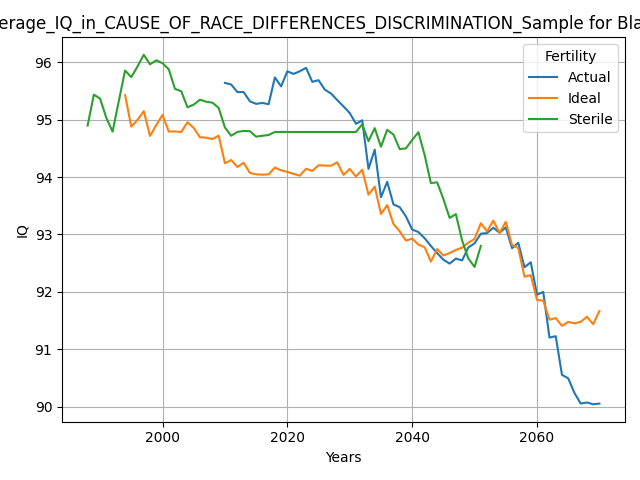 erage_IQ_in_CAUSE_OF_RACE_DIFFERENCES_DISCRIMINATION_Sample for Bla
Fertility
Actual
Ideal
Sterile
96
95
94
93
92
91
90
IQ
2000
2020
2040
2060
Years